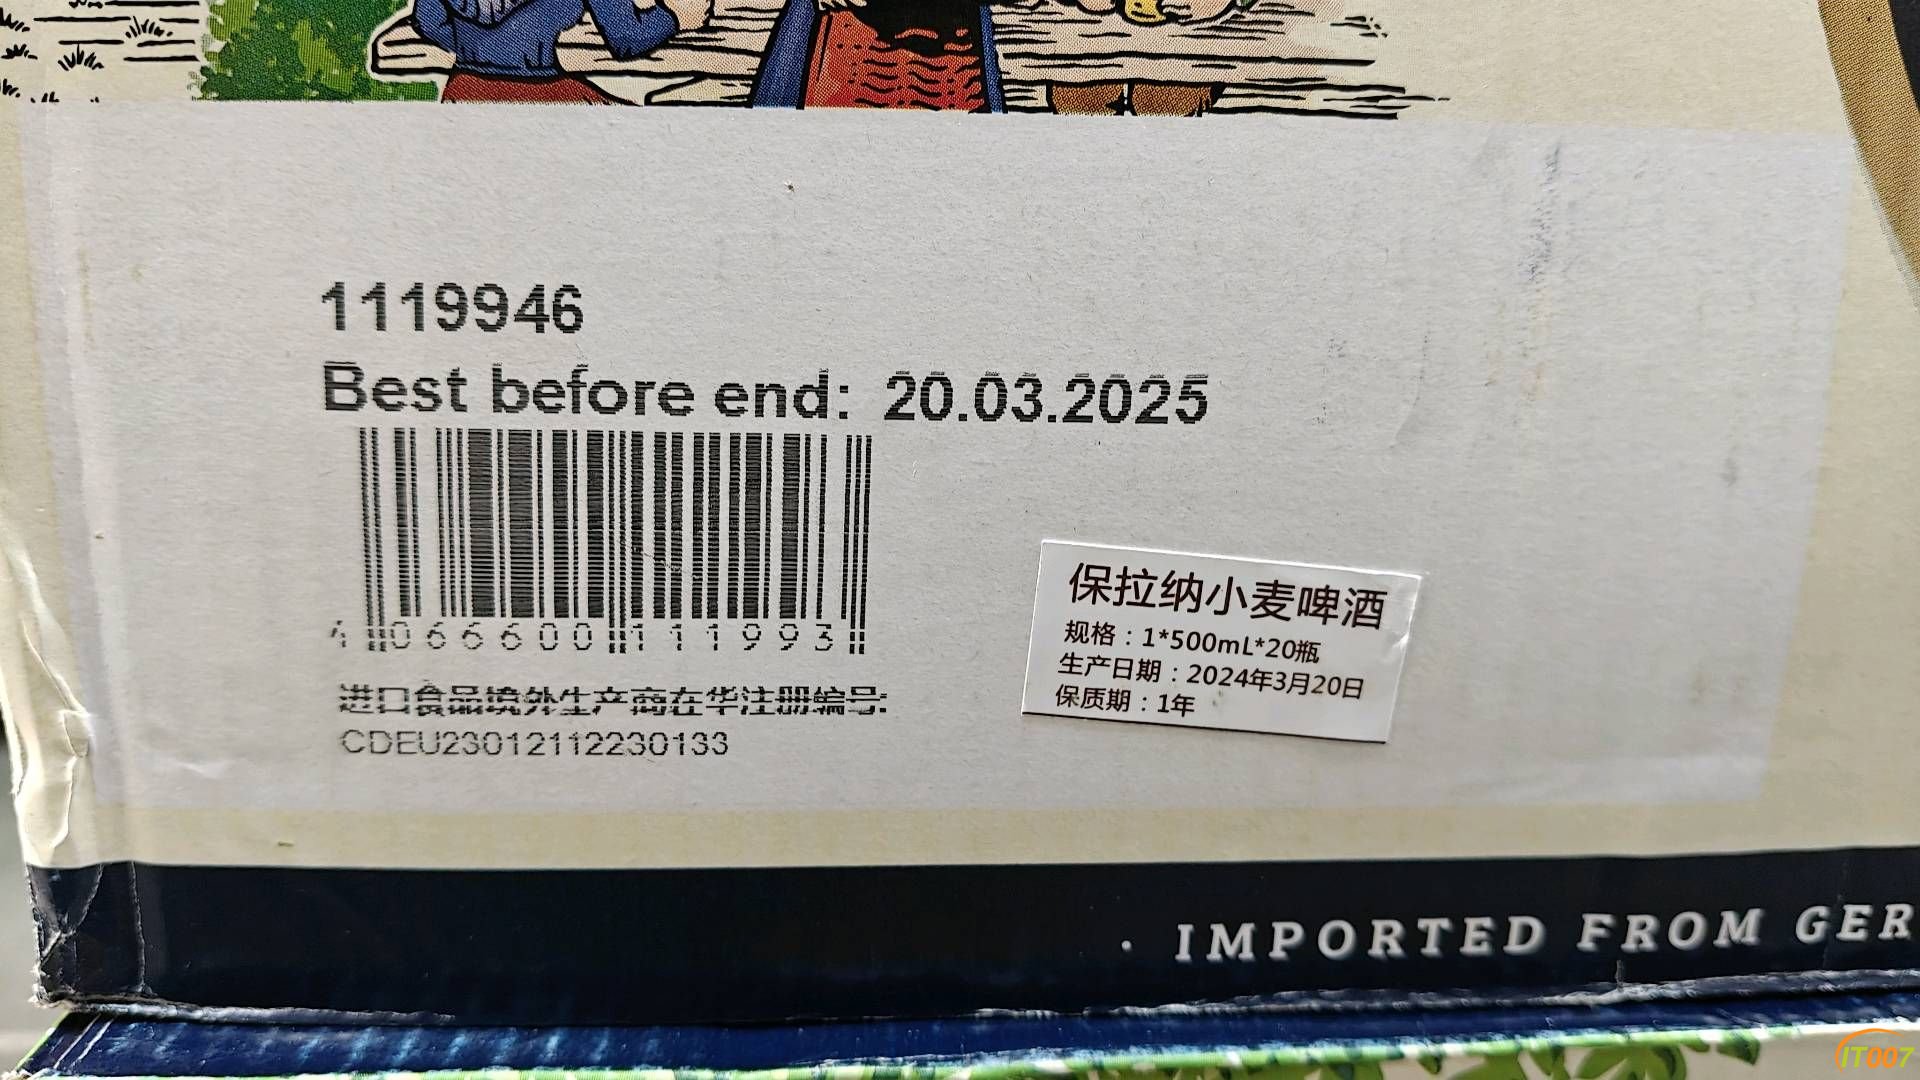 1119946
Best before end: 20.03.2025
4 066600 111993
进口食品境外生产商在华注册编号:
CDEU23012112230133
保拉纳小麦啤酒
规格：1*500mL*20瓶
生产日期：2024年3月20日
保质期：1年
· IMPORTED FROM GER
IT007